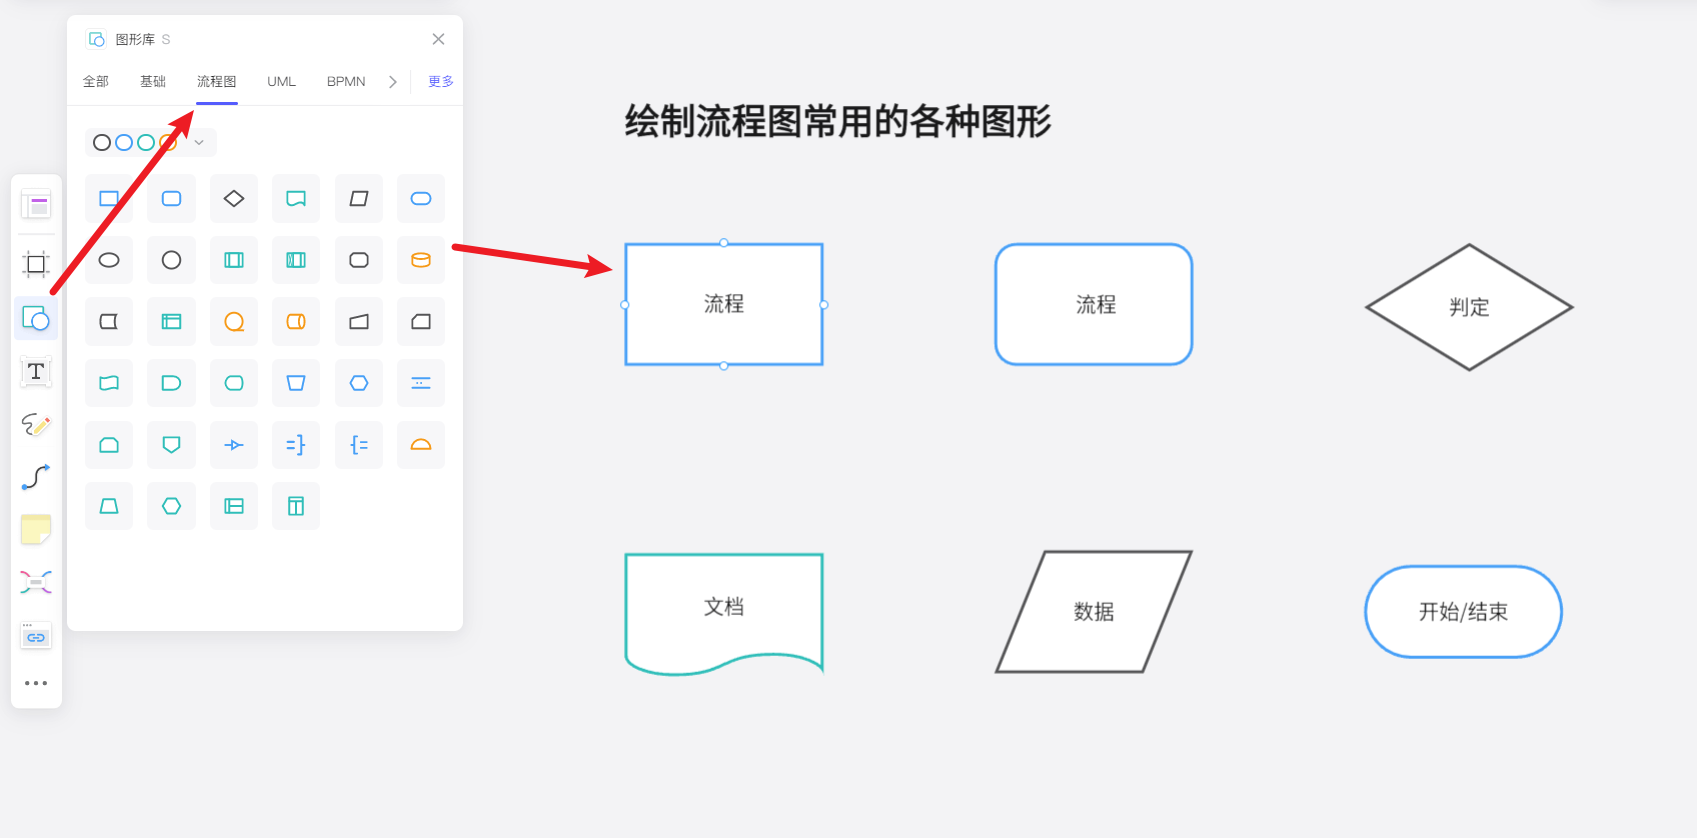 图形库 S
全部 基础 流程图 UML BPMN 更多
绘制流程图常用的各种图形
流程 流程 判定
T
文档 数据 开始/结束